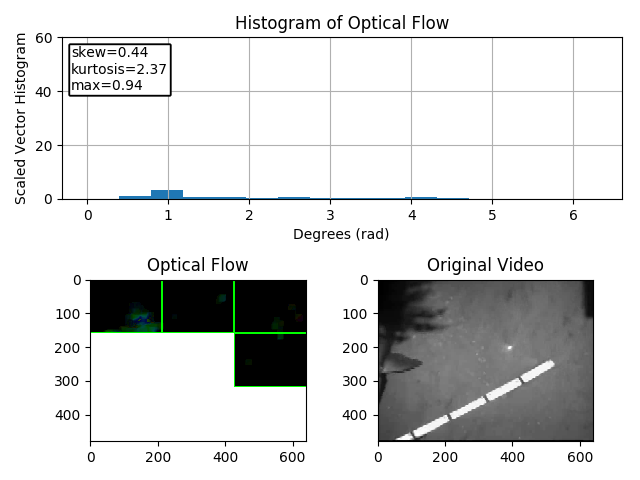 Histogram of Optical Flow
Scaled Vector Histogram
60
40
20
0
skew=0.44
kurtosis=2.37
max=0.94
0 1 2 3 4 5 6
Degrees (rad)
Optical Flow
0
100
200
300
400
0 200 400 600
Original Video
0
100
200
300
400
0 200 400 600